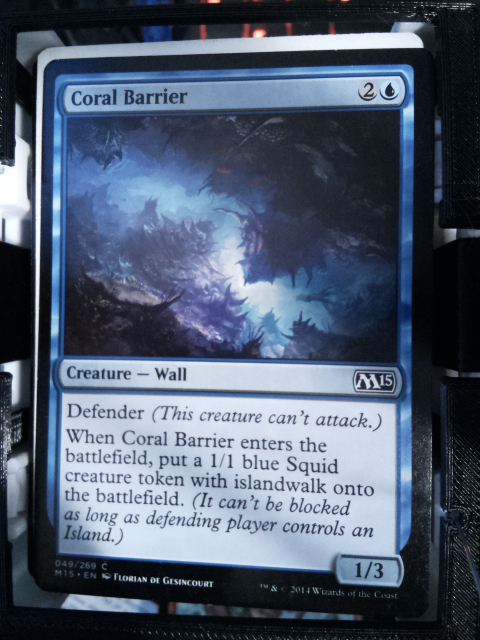 Coral Barrier 2
Creature — Wall M15
Defender (This creature can't attack.)
When Coral Barrier enters the
battlefield, put a 1/1 blue Squid
creature token with islandwalk onto
the battlefield. (It can't be blocked
as long as defending player controls an
Island.)
1/3
049/269 C
M15 • EN Florian de Gesincourt ™ & © 2014 Wizards of the Coast